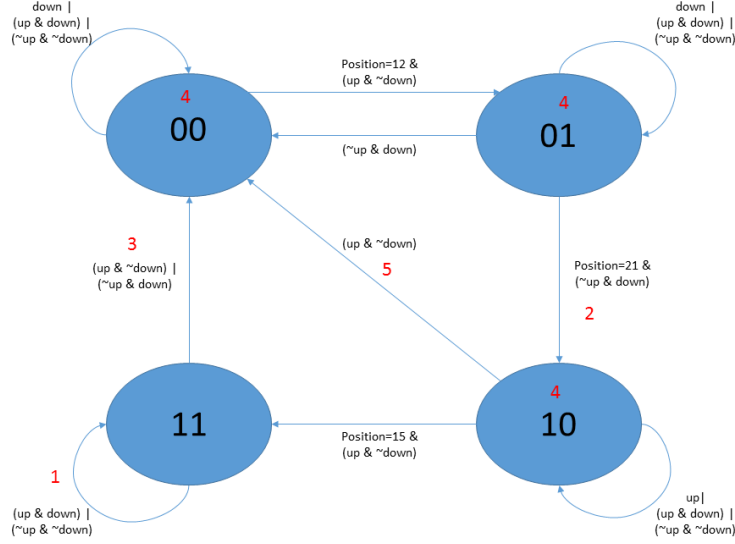 down |
(up & down) |
(~up & ~down)
down |
(up & down) |
(~up & ~down)
Position=12 &
(up & ~down)
4
00
4
01
(~up & down)
3
(up & ~down) |
(~up & down)
(up & ~down)
5
Position=21 &
(~up & down)
2
11
4
10
Position=15 &
(up & ~down)
1
(up & down) |
(~up & ~down)
up|
(up & down) |
(~up & ~down)